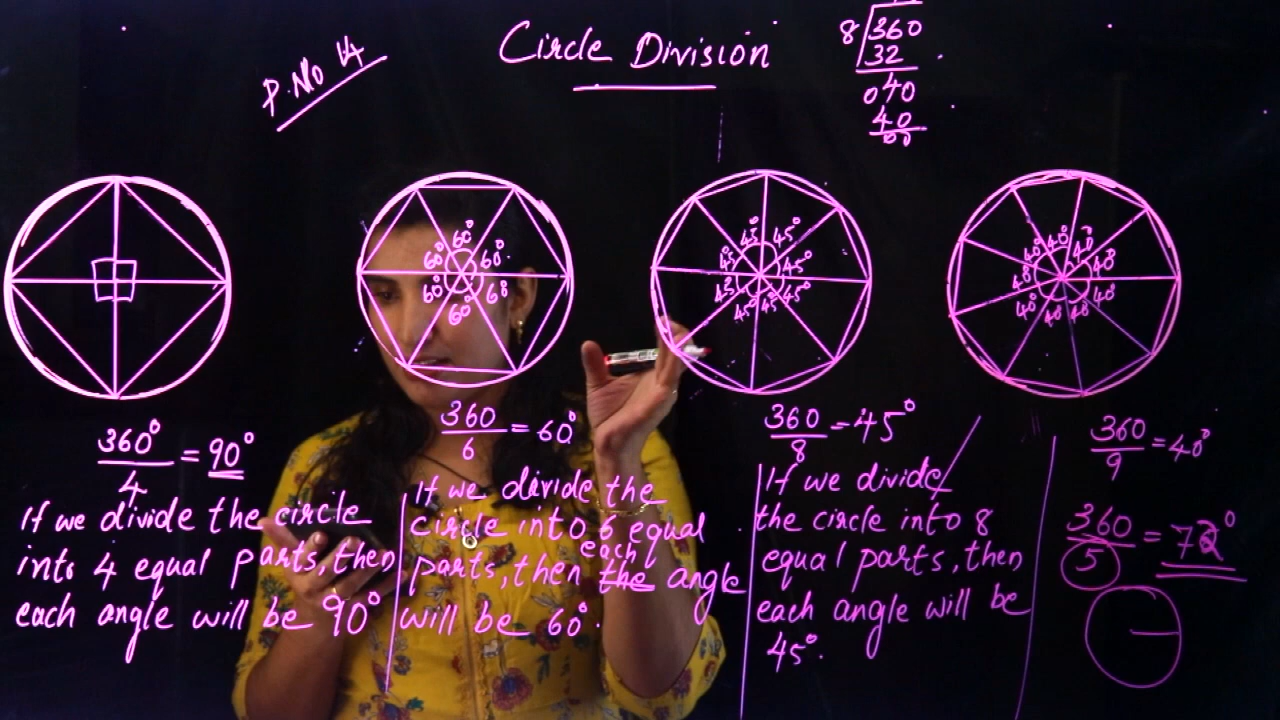 P.No 14
Circle Division
8 360
32
040
40
00
60° 60° 60° 60° 60° 60°
45° 45° 45° 45° 45° 45° 45° 45°
40° 40° 40° 40° 40° 40° 40° 40° 40°
360°/4 = 90°
If we divide the circle
into 4 equal parts, then
each angle will be 90°
360/6 = 60°
If we divide the
circle into 6 equal
each
parts, then the angle
will be 60°.
360/8 = 45°
If we divide
the circle into 8
equal parts, then
each angle will be
45°.
360/9 = 40°
360/5 = 72°